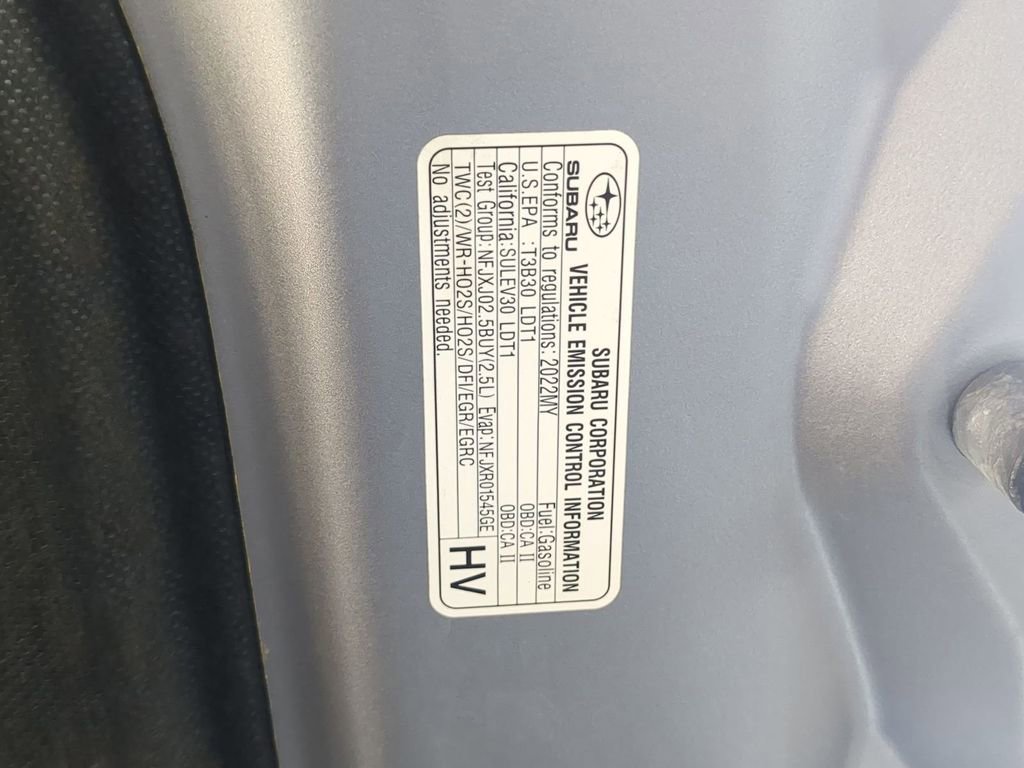 SUBARU CORPORATION
SUBARU VEHICLE EMISSION CONTROL INFORMATION
Conforms to regulations: 2022MY Fuel:Gasoline
U.S.EPA :T3B30 LDT1 OBD:CA II
California:SULEV30 LDT1 OBD:CA II
Test Group:NFJXJ02.5BUY(2.5L) Evap:NFJXR01545GE
TWC(2)/WR-HO2S/HO2S/DFI/EGR/EGRC
No adjustments needed.
HV